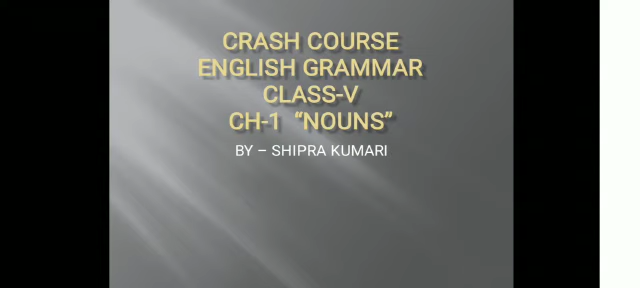 CRASH COURSE
ENGLISH GRAMMAR
CLASS-V
CH-1 “NOUNS”
BY – SHIPRA KUMARI